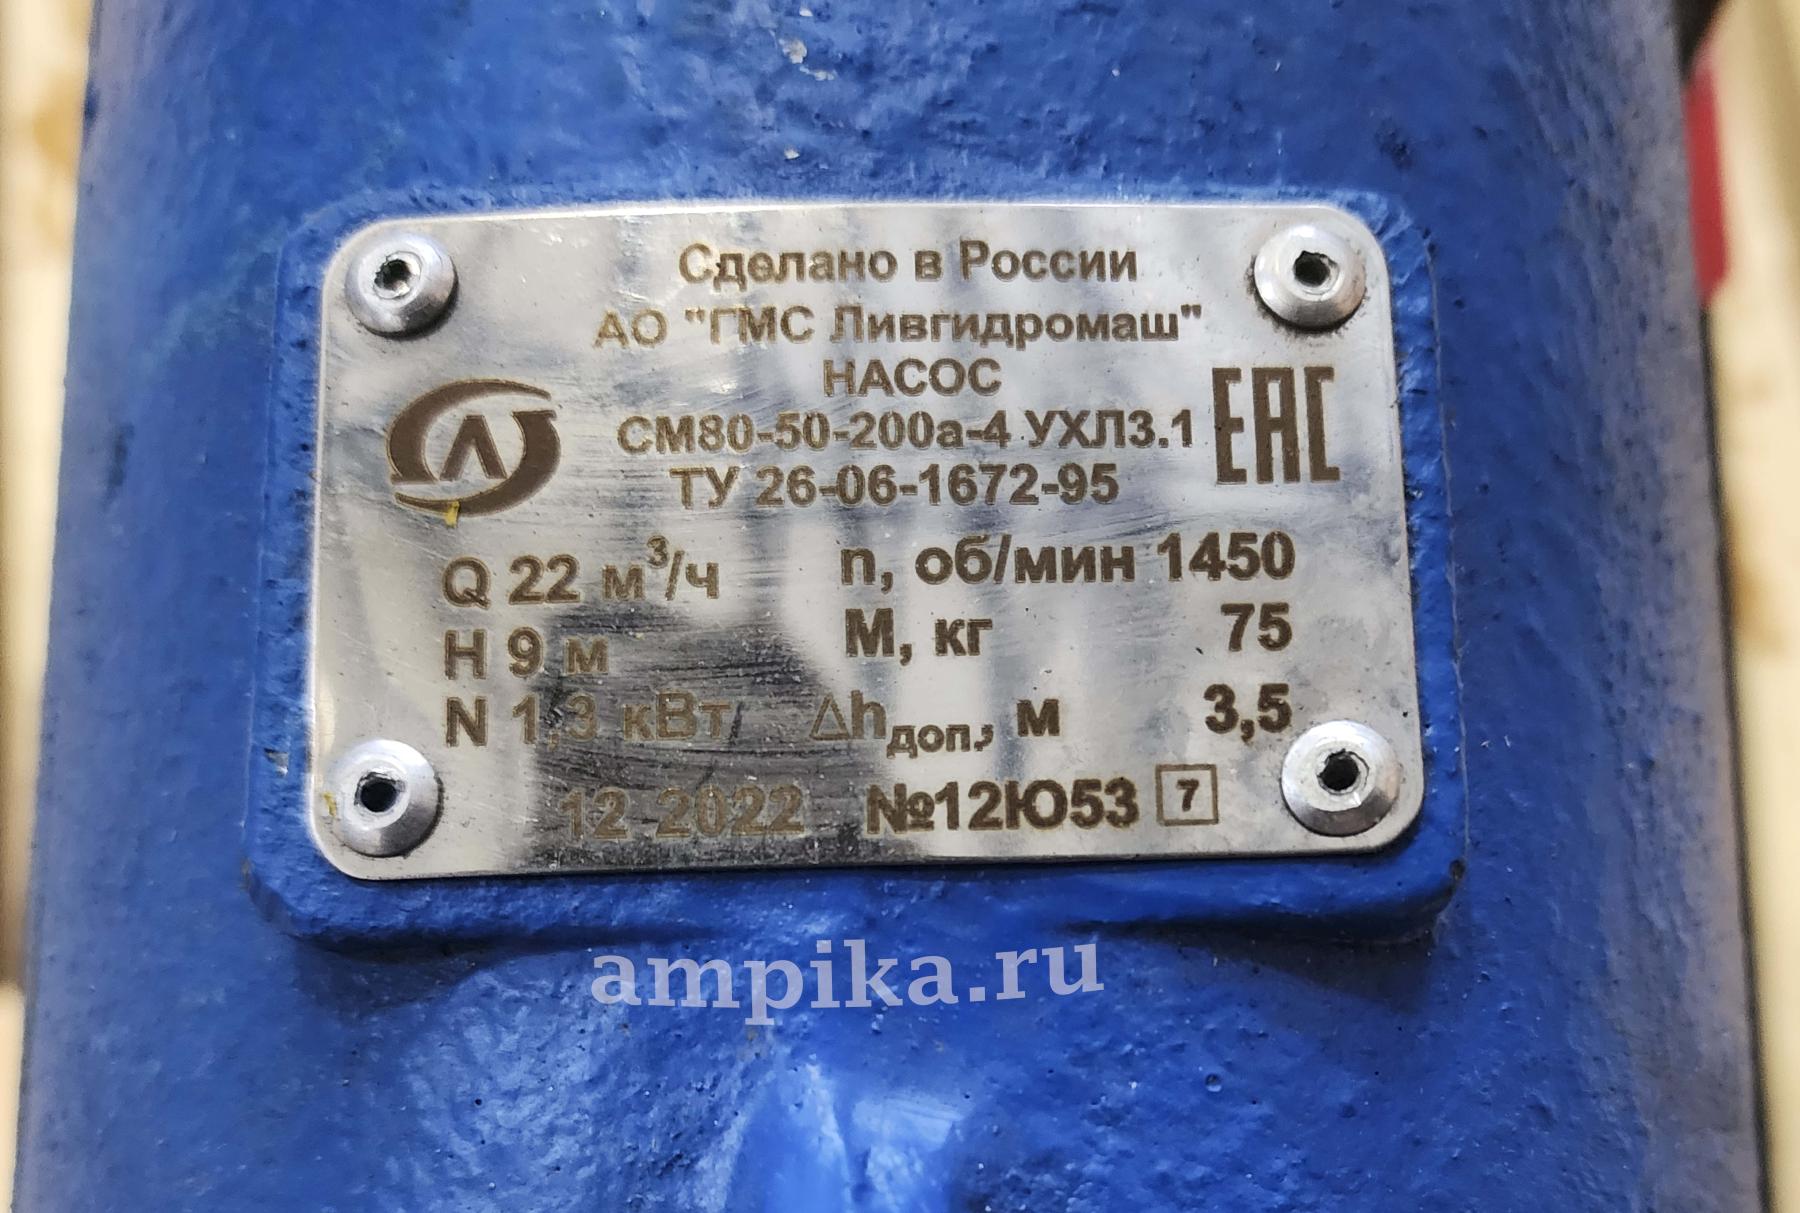 Сделано в России
АО "ГМС Ливгидромаш"
НАСОС
СМ80-50-200а-4 УХЛ3.1
ТУ 26-06-1672-95
ЕАС
Q 22 м³/ч n, об/мин 1450
H 9 м М, кг 75
N 1,3 кВт Δhдоп., м 3,5
12 2022 №12Ю53 7
ampika.ru